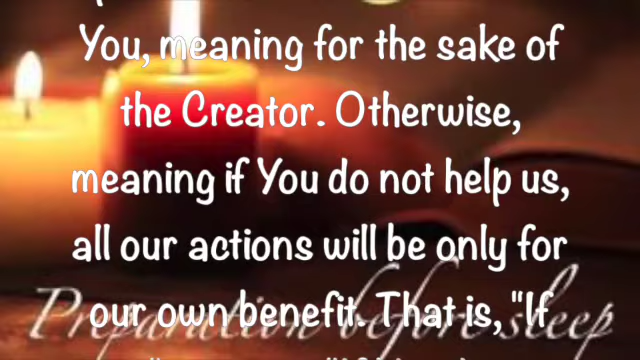 You, meaning for the sake of
the Creator. Otherwise,
meaning if You do not help us,
all our actions will be only for
our own benefit. That is, "If
Preparation before sleep